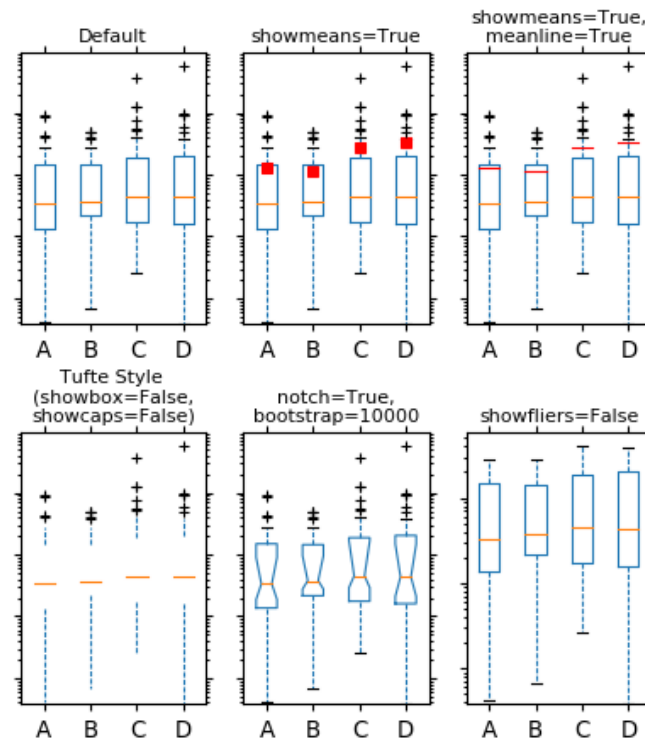 Default
showmeans=True
showmeans=True,
meanline=True
A B C D
A B C D
A B C D
Tufte Style
(showbox=False,
showcaps=False)
notch=True,
bootstrap=10000
showfliers=False
A B C D
A B C D
A B C D